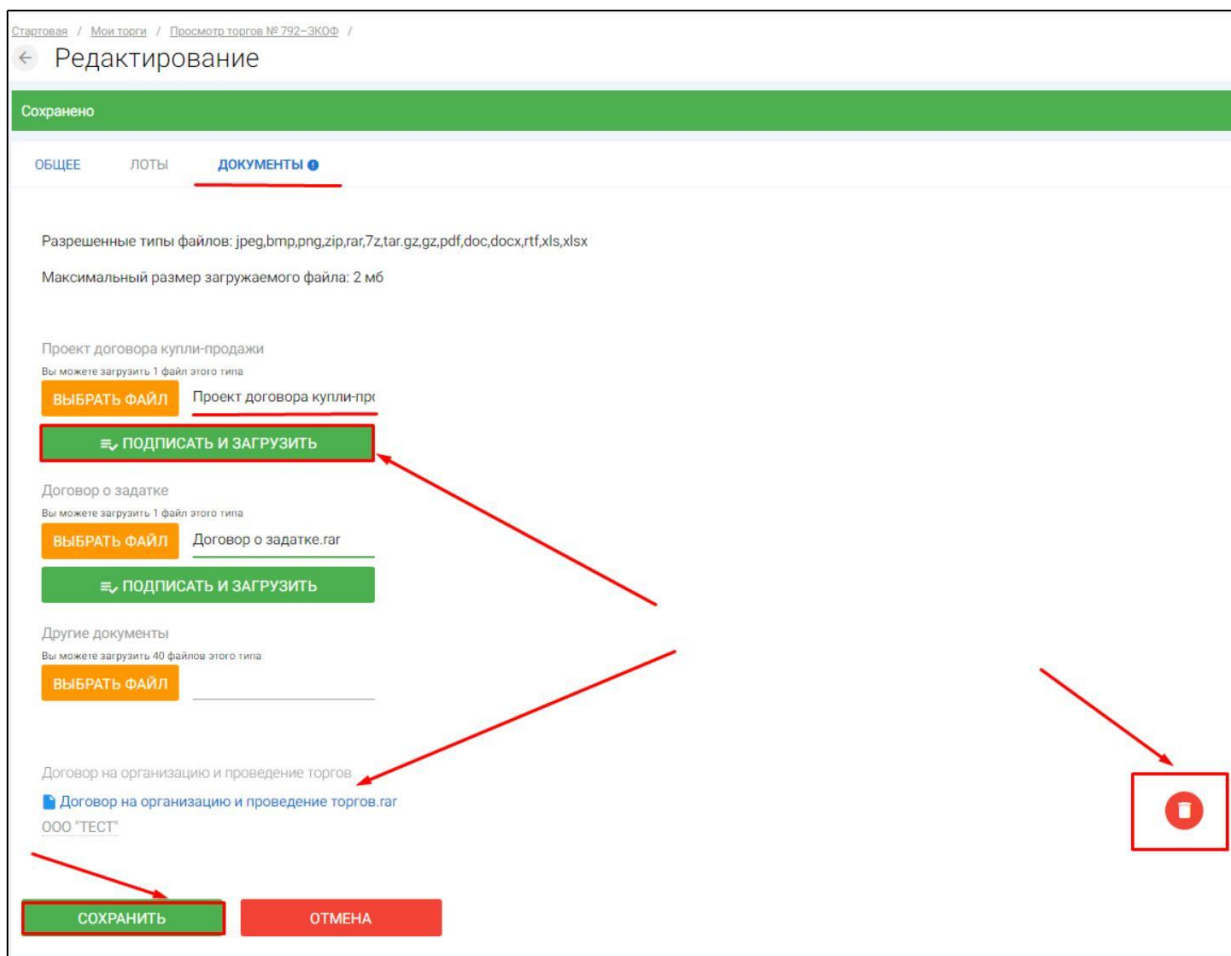 Стартовая / Мои торги / Просмотр торгов № 792-ЗКОФ /
Редактирование
Сохранено
ОБЩЕЕ ЛОТЫ ДОКУМЕНТЫ
Разрешенные типы файлов: jpeg,bmp,png,zip,rar,7z,tar.gz,gz,pdf,doc,docx,rtf,xls,xlsx
Максимальный размер загружаемого файла: 2 мб
Проект договора купли-продажи
Вы можете загрузить 1 файл этого типа
ВЫБРАТЬ ФАЙЛ Проект договора купли-про
ПОДПИСАТЬ И ЗАГРУЗИТЬ
Договор о задатке
Вы можете загрузить 1 файл этого типа
ВЫБРАТЬ ФАЙЛ Договор о задатке.rar
ПОДПИСАТЬ И ЗАГРУЗИТЬ
Другие документы
Вы можете загрузить 40 файлов этого типа
ВЫБРАТЬ ФАЙЛ
Договор на организацию и проведение торгов
Договор на организацию и проведение торгов.rar
ООО "ТЕСТ"
СОХРАНИТЬ ОТМЕНА